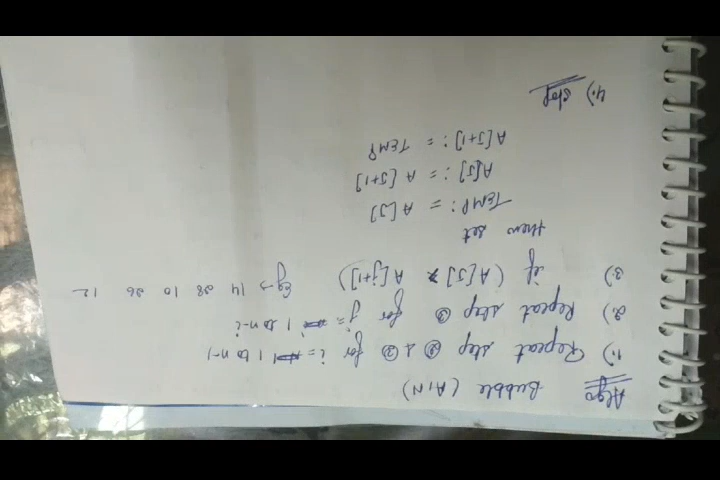 Algo Bubble (A,N)
1.) Repeat step ② & ③ for i = 1 to n-1
2.) Repeat step ③ for j = 1 to n-i
3.) if (A[J] > A[j+1]) Eg → 14 28 10 26 12
then set
TEMP := A[J]
A[J] := A[J+1]
A[J+1] := TEMP
4.) Stop